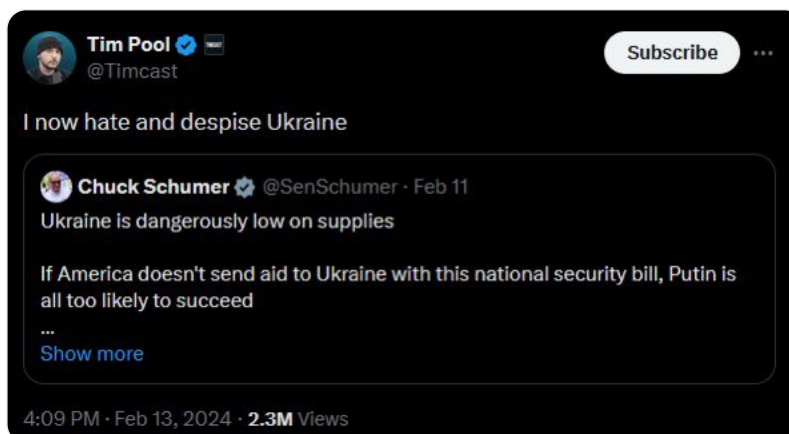 Tim Pool
@Timcast
Subscribe
I now hate and despise Ukraine
Chuck Schumer @SenSchumer · Feb 11
Ukraine is dangerously low on supplies
If America doesn't send aid to Ukraine with this national security bill, Putin is
all too likely to succeed
...
Show more
4:09 PM · Feb 13, 2024 · 2.3M Views